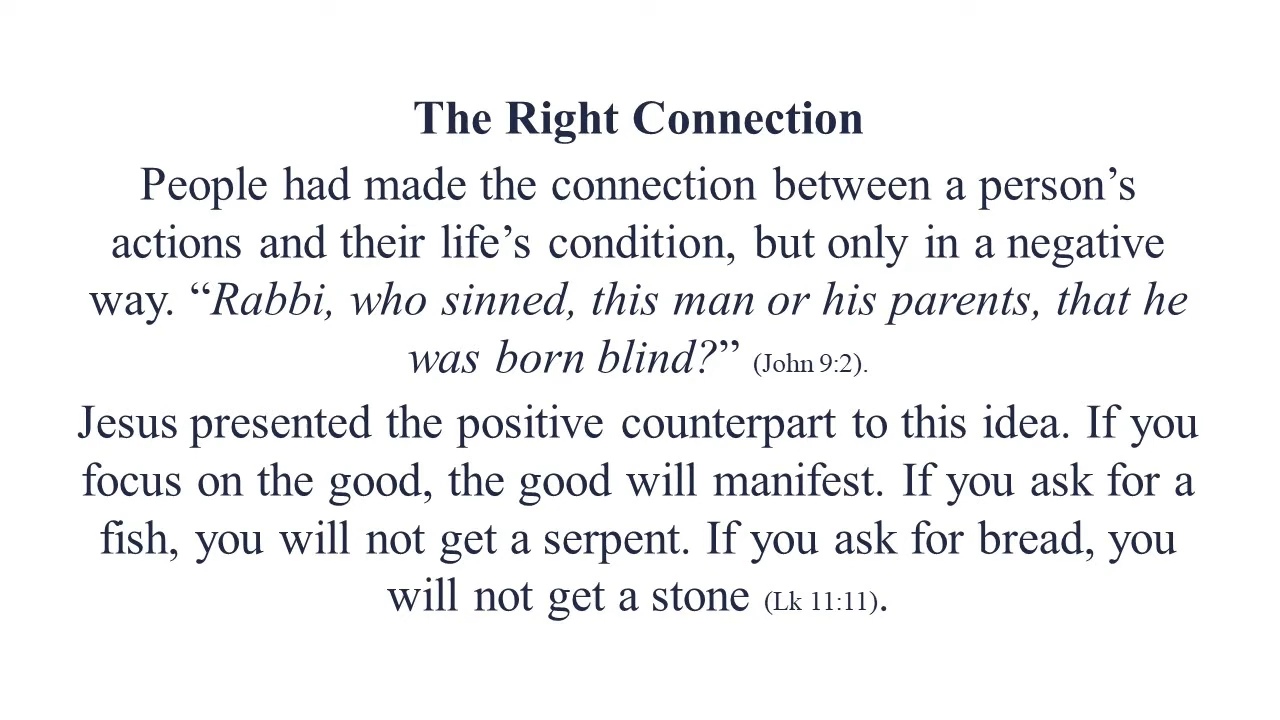 The Right Connection
People had made the connection between a person’s
actions and their life’s condition, but only in a negative
way. “Rabbi, who sinned, this man or his parents, that he
was born blind?” (John 9:2).
Jesus presented the positive counterpart to this idea. If you
focus on the good, the good will manifest. If you ask for a
fish, you will not get a serpent. If you ask for bread, you
will not get a stone (Lk 11:11).